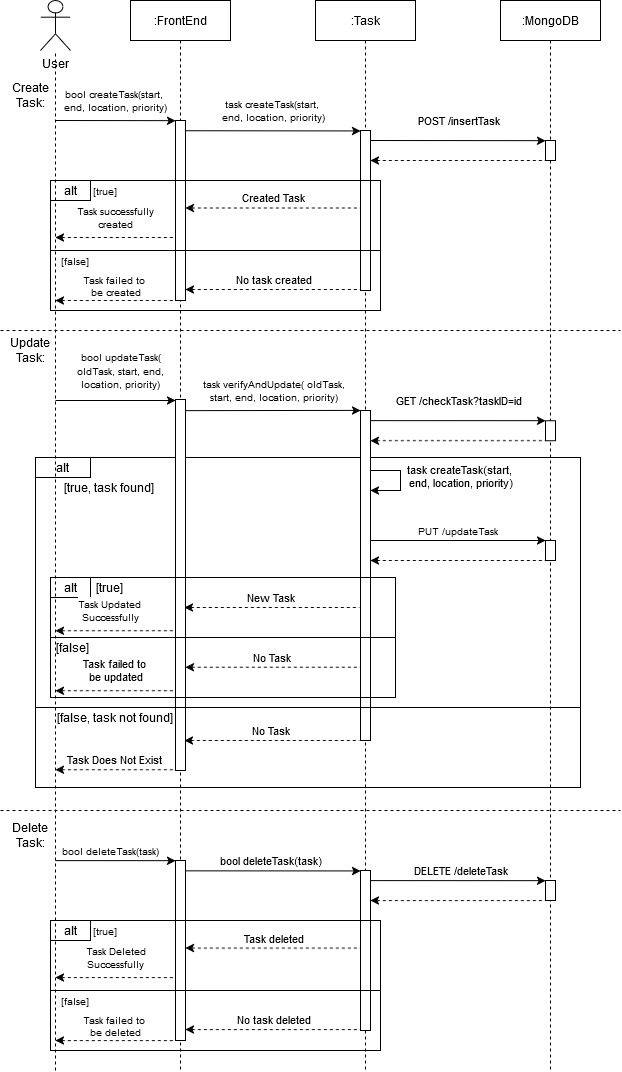 :FrontEnd
:Task
:MongoDB
User
Create
Task:
bool createTask(start,
end, location, priority)
task createTask(start,
end, location, priority)
POST /insertTask
alt
[true]
Created Task
Task successfully
created
[false]
Task failed to
be created
No task created
Update
Task:
bool updateTask(
oldTask, start, end,
location, priority)
task verifyAndUpdate( oldTask,
start, end, location, priority)
GET /checkTask?taskID=id
alt
[true, task found]
task createTask(start,
end, location, priority)
PUT /updateTask
alt
[true]
New Task
Task Updated
Successfully
[false]
No Task
Task failed to
be updated
[false, task not found]
No Task
Task Does Not Exist
Delete
Task:
bool deleteTask(task)
bool deleteTask(task)
DELETE /deleteTask
alt
[true]
Task deleted
Task Deleted
Successfully
[false]
Task failed to
be deleted
No task deleted